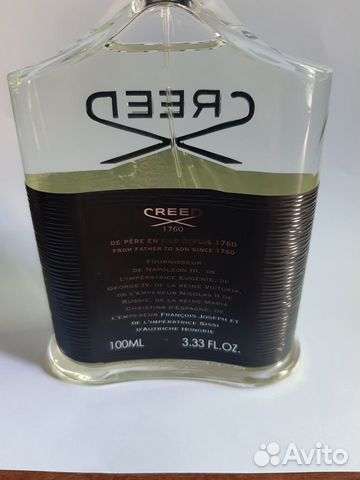 CREED
CREED
1760
DE PÈRE EN FILS DEPUIS 1760
FROM FATHER TO SON SINCE 1760
FOURNISSEUR
DE NAPOLEON III, DE
L'IMPÉRATRICE EUGENIE, DE
GEORGE IV, DE LA REINE VICTORIA,
DE L'EMPEREUR NICOLAS II DE
RUSSIE, DE LA REINE MARIE
CHRISTINA D'ESPAGNE, DE
L'EMPEREUR FRANÇOIS JOSEPH ET
DE L'IMPÉRATRICE SISSI
D'AUTRICHE HONGRIE
100ML 3.33 FL.OZ.
Avito